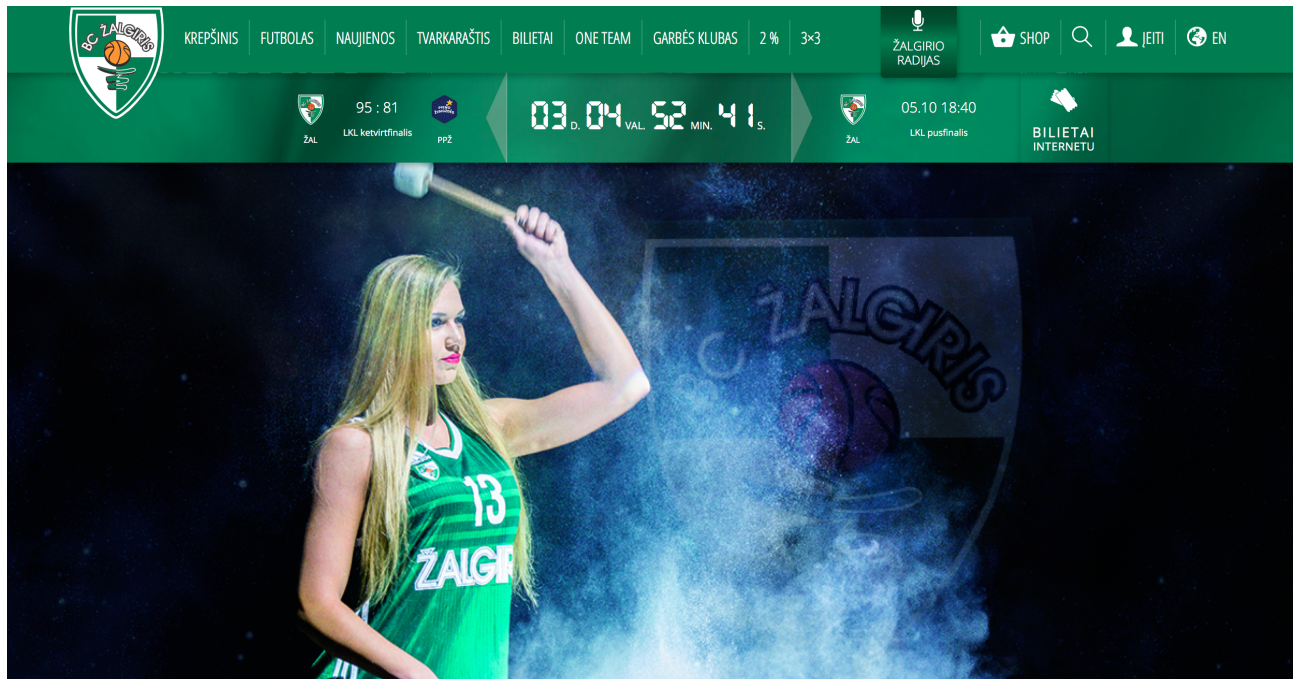 BC ŽALGIRIS
KREPŠINIS
FUTBOLAS
NAUJIENOS
TVARKARAŠTIS
BILIETAI
ONE TEAM
GARBĖS KLUBAS
2 %
3×3
ŽALGIRIO
RADIJAS
SHOP
ĮEITI
EN
ŽAL
95 : 81
LKL ketvirtfinalis
PPŽ
03 D. 04 VAL. 52 MIN. 41 S.
ŽAL
05.10 18:40
LKL pusfinalis
BILIETAI
INTERNETU
BC ŽALGIRIS
13
ŽALGIR